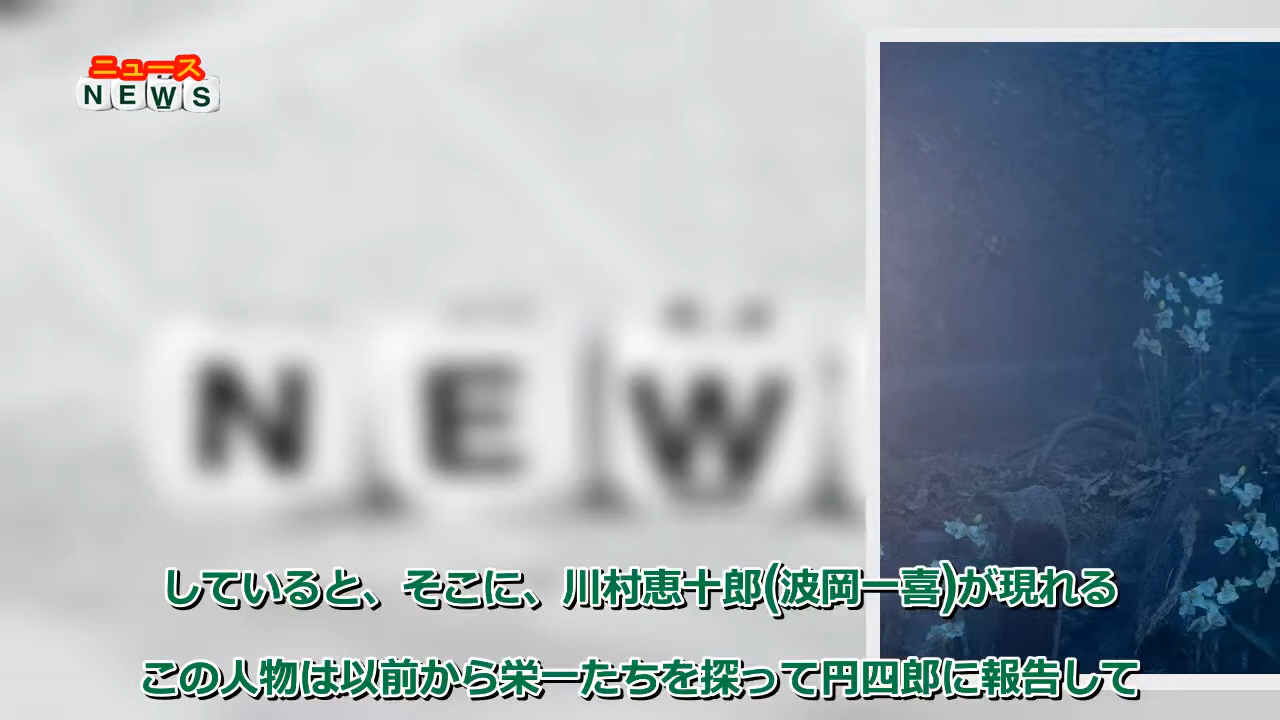 ニュース
NEWS
NEW
していると、そこに、川村恵十郎(波岡一喜)が現れる
この人物は以前から栄一たちを探って円四郎に報告して